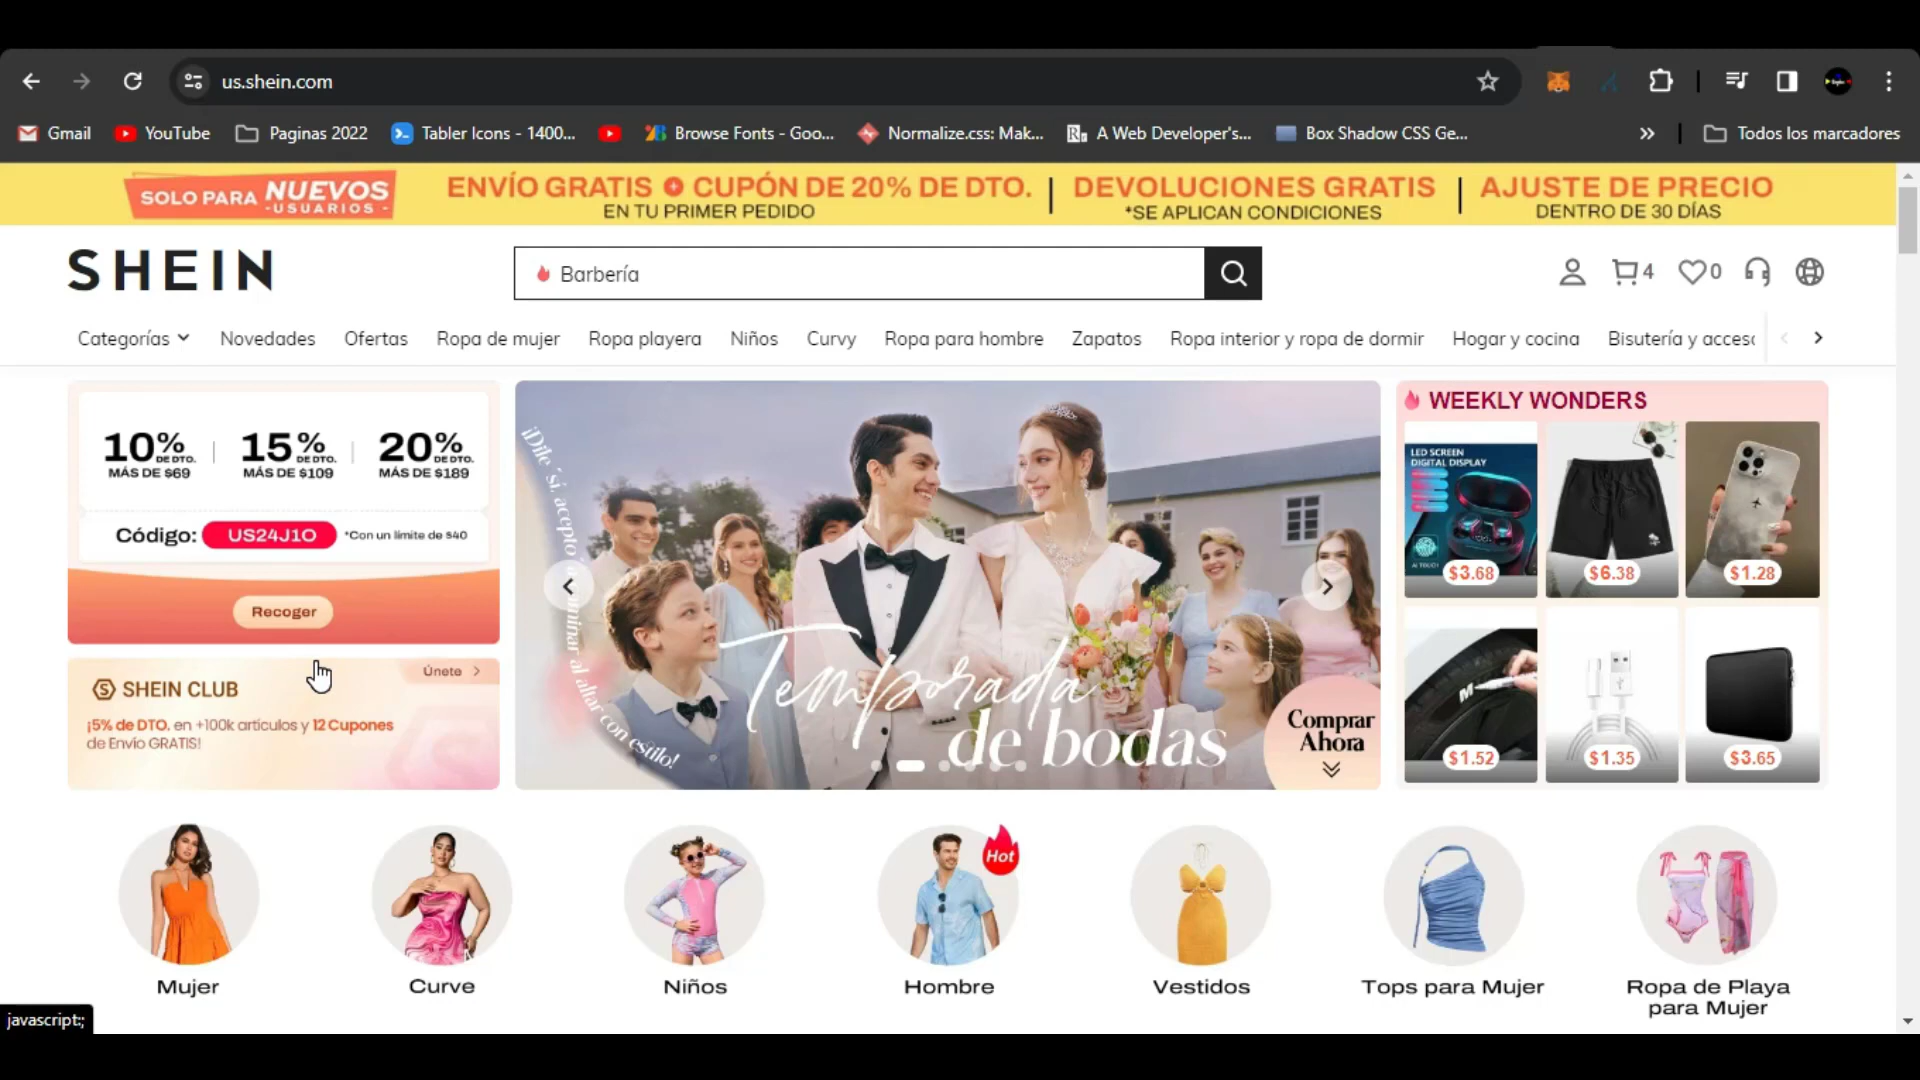 us.shein.com
Gmail
YouTube
Paginas 2022
Tabler Icons - 1400...
Browse Fonts - Goo...
Normalize.css: Mak...
A Web Developer's...
Box Shadow CSS Ge...
Todos los marcadores
SOLO PARA NUEVOS
- USUARIOS -
ENVÍO GRATIS + CUPÓN DE 20% DE DTO.
EN TU PRIMER PEDIDO
DEVOLUCIONES GRATIS
*SE APLICAN CONDICIONES
AJUSTE DE PRECIO
DENTRO DE 30 DÍAS
SHEIN
Barbería
4
0
Categorías
Novedades
Ofertas
Ropa de mujer
Ropa playera
Niños
Curvy
Ropa para hombre
Zapatos
Ropa interior y ropa de dormir
Hogar y cocina
Bisutería y acceso
10% DE DTO.
MÁS DE $69
15% DE DTO.
MÁS DE $109
20% DE DTO.
MÁS DE $189
Código: US24J1O *Con un límite de $40
Recoger
SHEIN CLUB
Únete >
¡5% de DTO. en +100k artículos y 12 Cupones
de Envío GRATIS!
¡Dile ´sí, acepto´ a caminar al altar con estilo!
Temporada
de bodas
Comprar
Ahora
WEEKLY WONDERS
LED SCREEN
DIGITAL DISPLAY
AI TOUCH
$3.68
$6.38
$1.28
$1.52
$1.35
$3.65
Hot
Mujer
Curve
Niños
Hombre
Vestidos
Tops para Mujer
Ropa de Playa
para Mujer
javascript:;